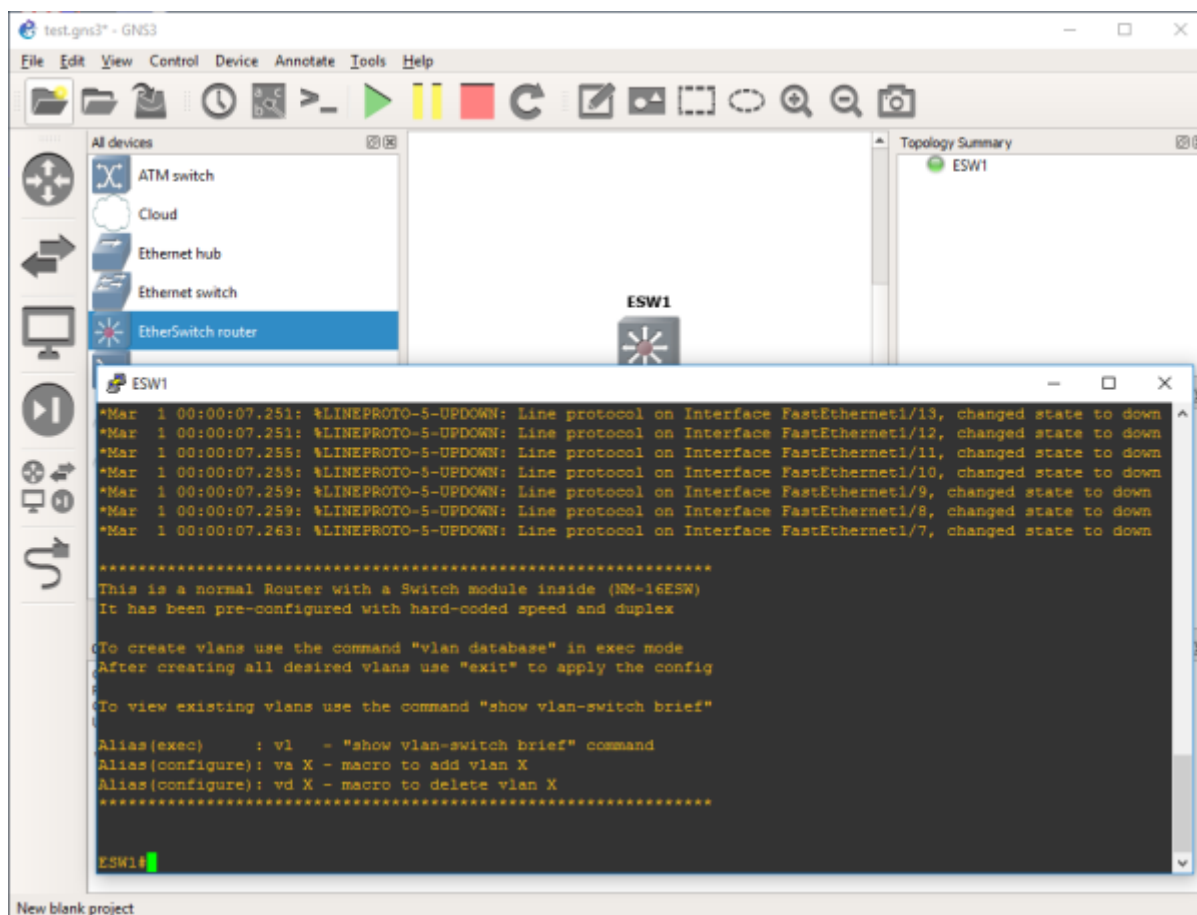 test.gns3* - GNS3
File Edit View Control Device Annotate Tools Help
All devices
ATM switch
Cloud
Ethernet hub
Ethernet switch
EtherSwitch router
ESW1
Topology Summary
ESW1
ESW1
*Mar 1 00:00:07.251: %LINEPROTO-5-UPDOWN: Line protocol on Interface FastEthernet1/13, changed state to down
*Mar 1 00:00:07.251: %LINEPROTO-5-UPDOWN: Line protocol on Interface FastEthernet1/12, changed state to down
*Mar 1 00:00:07.255: %LINEPROTO-5-UPDOWN: Line protocol on Interface FastEthernet1/11, changed state to down
*Mar 1 00:00:07.255: %LINEPROTO-5-UPDOWN: Line protocol on Interface FastEthernet1/10, changed state to down
*Mar 1 00:00:07.259: %LINEPROTO-5-UPDOWN: Line protocol on Interface FastEthernet1/9, changed state to down
*Mar 1 00:00:07.259: %LINEPROTO-5-UPDOWN: Line protocol on Interface FastEthernet1/8, changed state to down
*Mar 1 00:00:07.263: %LINEPROTO-5-UPDOWN: Line protocol on Interface FastEthernet1/7, changed state to down
***************************************************************
This is a normal Router with a Switch module inside (NM-16ESW)
It has been pre-configured with hard-coded speed and duplex
To create vlans use the command "vlan database" in exec mode
After creating all desired vlans use "exit" to apply the config
To view existing vlans use the command "show vlan-switch brief"
Alias(exec) : vl - "show vlan-switch brief" command
Alias(configure): va X - macro to add vlan X
Alias(configure): vd X - macro to delete vlan X
***************************************************************
ESW1#
New blank project